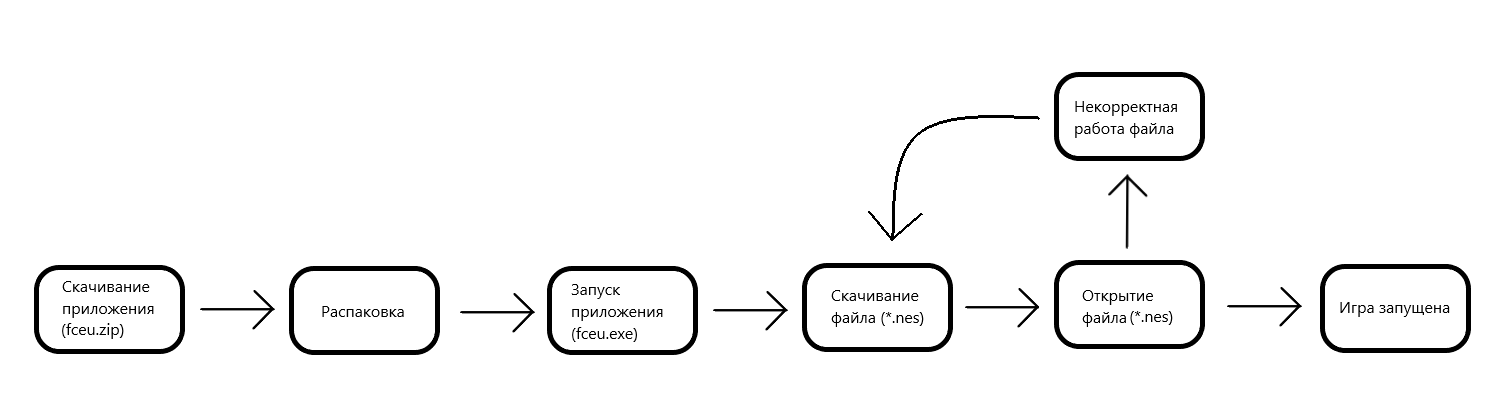 Некорректная
работа файла
Скачивание
приложения
(fceu.zip)
Распаковка
Запуск
приложения
(fceu.exe)
Скачивание
файла (*.nes)
Открытие
файла (*.nes)
Игра запущена